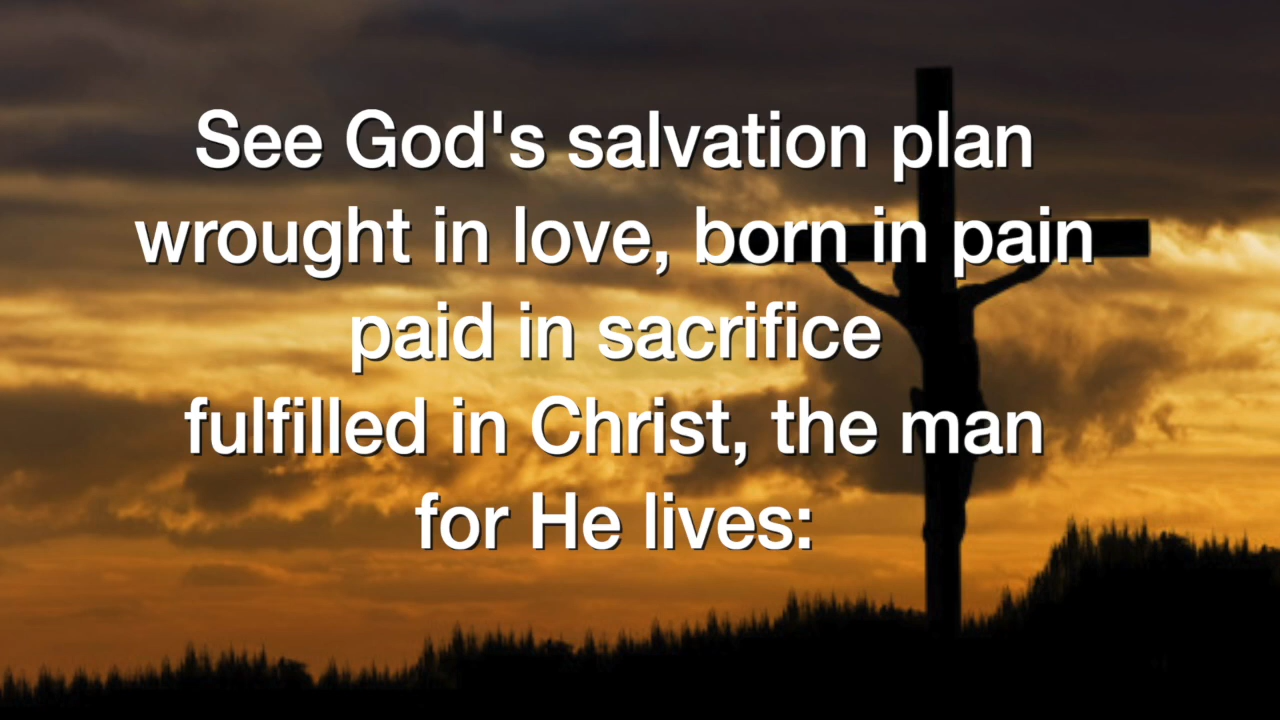 See God's salvation plan
wrought in love, born in pain
paid in sacrifice
fulfilled in Christ, the man
for He lives: